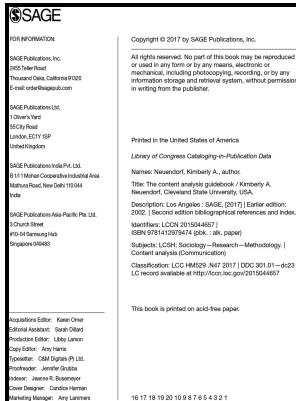 SAGE
FOR INFORMATION:
SAGE Publications, Inc.
2455 Teller Road
Thousand Oaks, California 91320
E-mail: order@sagepub.com
SAGE Publications Ltd.
1 Oliver's Yard
55 City Road
London, EC1Y 1SP
United Kingdom
SAGE Publications India Pvt. Ltd.
B 1/I 1 Mohan Cooperative Industrial Area
Mathura Road, New Delhi 110 044
India
SAGE Publications Asia-Pacific Pte. Ltd.
3 Church Street
#10-04 Samsung Hub
Singapore 049483
Acquisitions Editor: Karen Omer
Editorial Assistant: Sarah Dillard
Production Editor: Libby Larson
Copy Editor: Amy Harris
Typesetter: C&M Digitals (P) Ltd.
Proofreader: Jennifer Grubba
Indexer: Jeanne R. Busemeyer
Cover Designer: Candice Harman
Marketing Manager: Amy Lammers
Copyright © 2017 by SAGE Publications, Inc.
All rights reserved. No part of this book may be reproduced
or used in any form or by any means, electronic or
mechanical, including photocopying, recording, or by any
information storage and retrieval system, without permission
in writing from the publisher.
Printed in the United States of America
Library of Congress Cataloging-in-Publication Data
Names: Neuendorf, Kimberly A., author.
Title: The content analysis guidebook / Kimberly A.
Neuendorf, Cleveland State University, USA.
Description: Los Angeles : SAGE, [2017] | Earlier edition:
2002. | Second edition bibliographical references and index.
Identifiers: LCCN 2015044657 |
ISBN 9781412979474 (pbk. : alk. paper)
Subjects: LCSH: Sociology—Research—Methodology. |
Content analysis (Communication)
Classification: LCC HM529 .N47 2017 | DDC 301.01—dc23
LC record available at http://lccn.loc.gov/2015044657
This book is printed on acid-free paper.
16 17 18 19 20 10 9 8 7 6 5 4 3 2 1